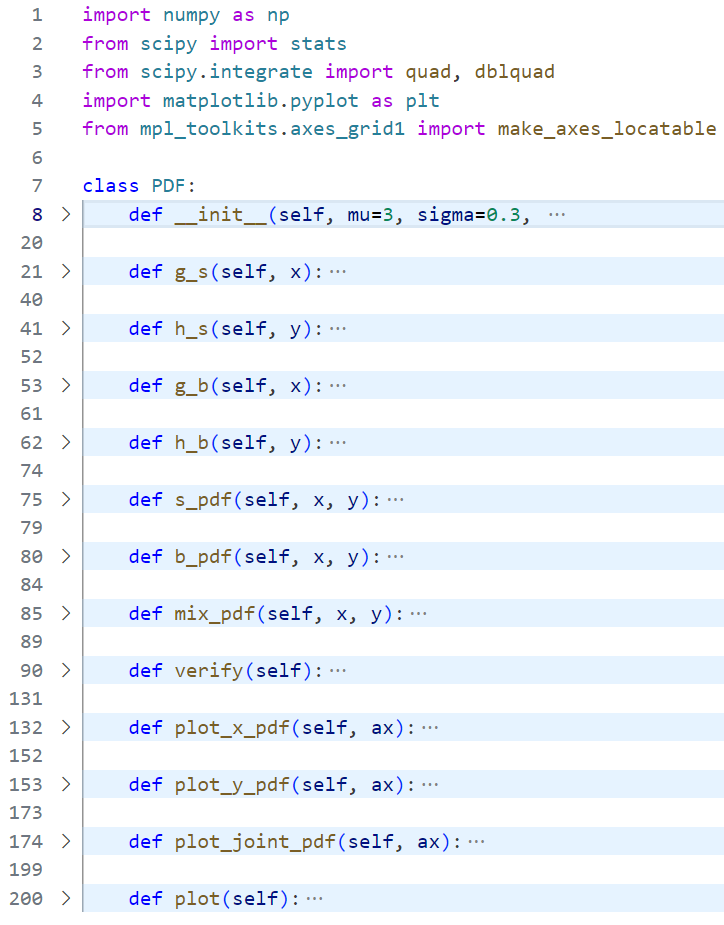 1 import numpy as np
2 from scipy import stats
3 from scipy.integrate import quad, dblquad
4 import matplotlib.pyplot as plt
5 from mpl_toolkits.axes_grid1 import make_axes_locatable
6
7 class PDF:
8 > def __init__(self, mu=3, sigma=0.3, ···
20
21 > def g_s(self, x):···
40
41 > def h_s(self, y):···
52
53 > def g_b(self, x):···
61
62 > def h_b(self, y):···
74
75 > def s_pdf(self, x, y):···
79
80 > def b_pdf(self, x, y):···
84
85 > def mix_pdf(self, x, y):···
89
90 > def verify(self):···
131
132 > def plot_x_pdf(self, ax):···
152
153 > def plot_y_pdf(self, ax):···
173
174 > def plot_joint_pdf(self, ax):···
199
200 > def plot(self):···